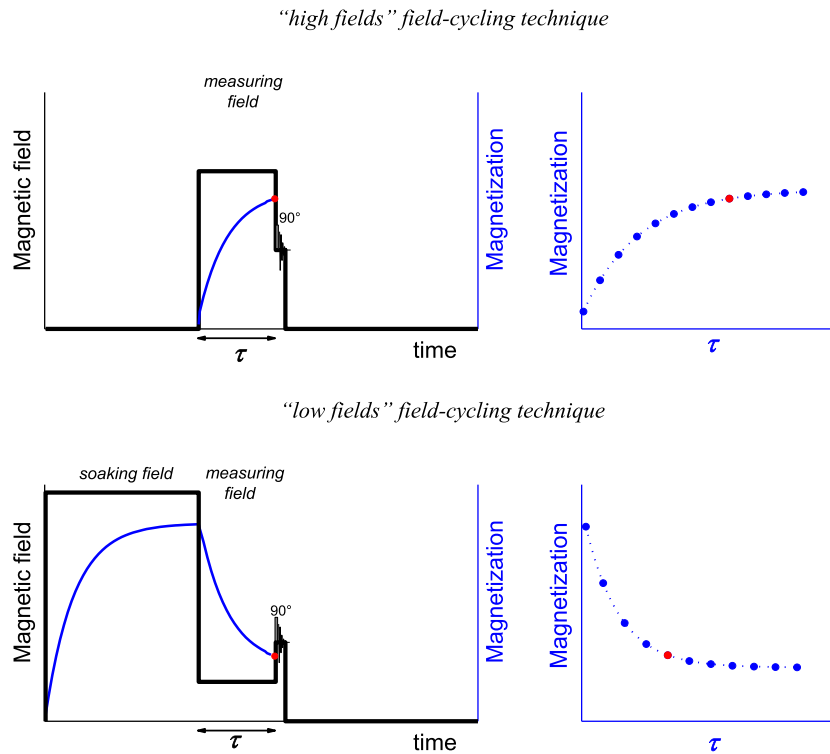 “high fields” field-cycling technique
measuring
field
Magnetic field
90°
τ
time
Magnetization
Magnetization
τ
“low fields” field-cycling technique
soaking field
measuring
field
Magnetic field
90°
τ
time
Magnetization
Magnetization
τ